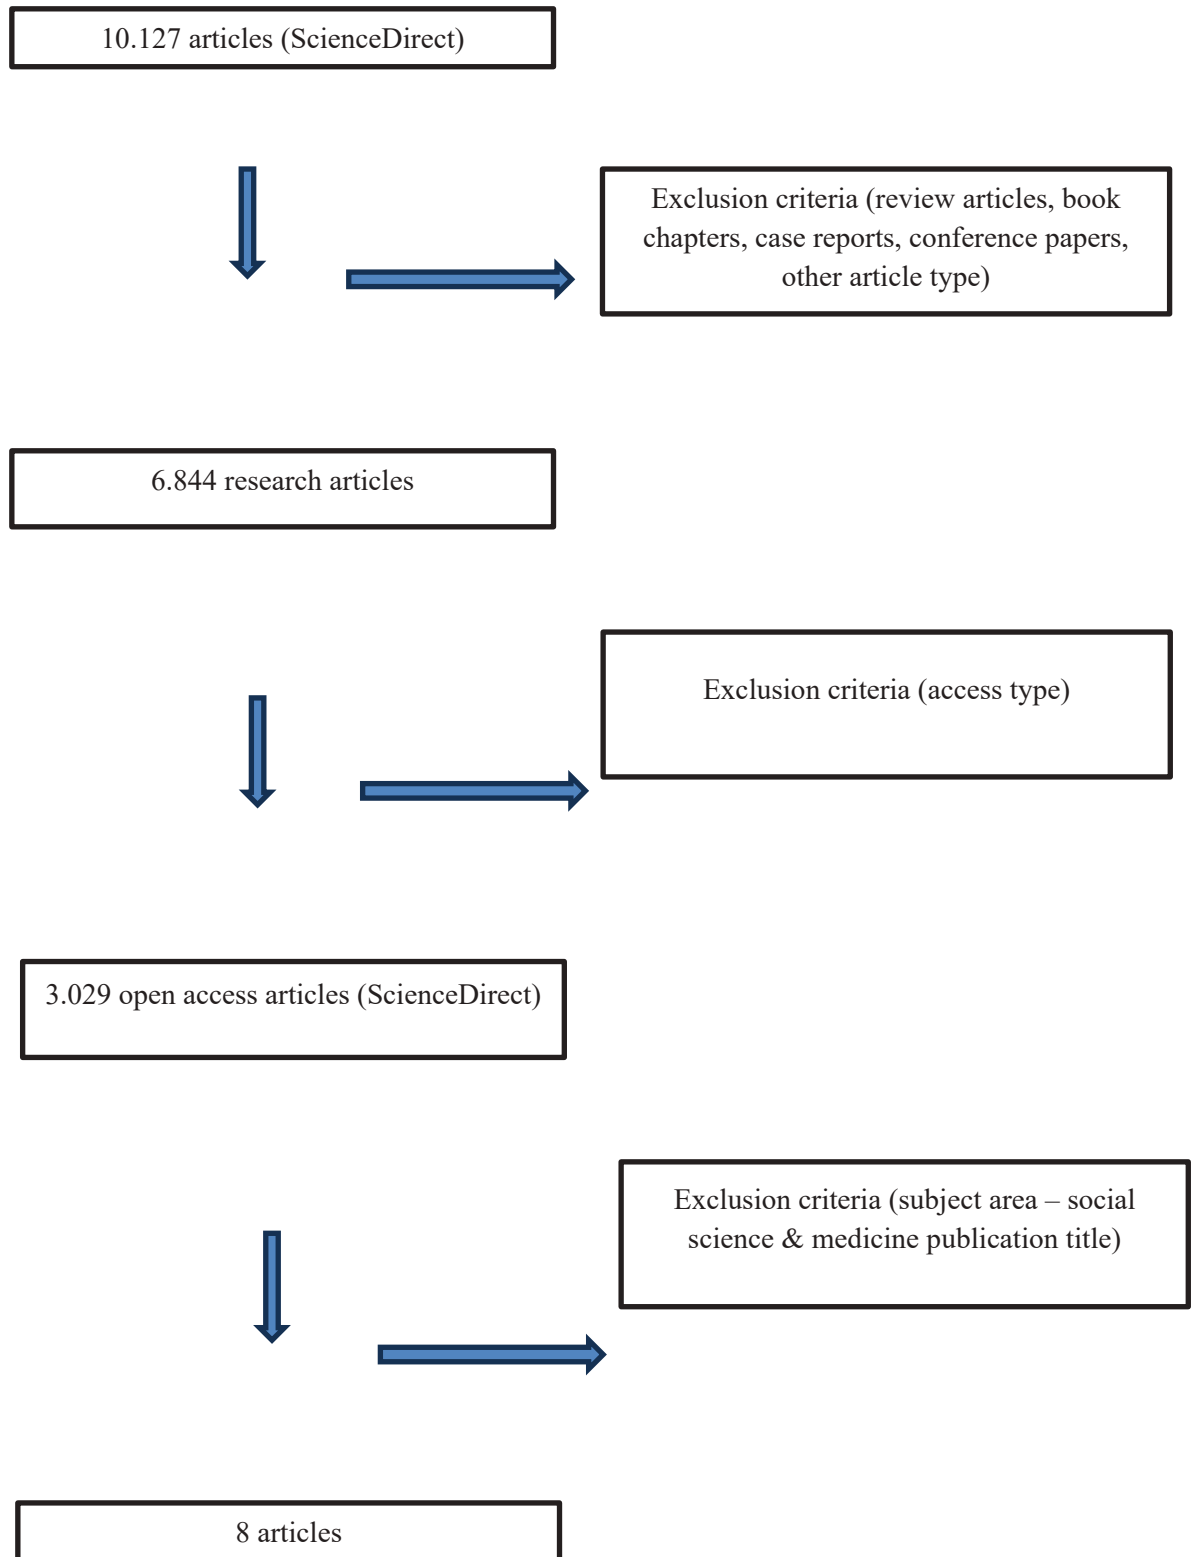 10.127 articles (ScienceDirect)
Exclusion criteria (review articles, book
chapters, case reports, conference papers,
other article type)
6.844 research articles
Exclusion criteria (access type)
3.029 open access articles (ScienceDirect)
Exclusion criteria (subject area – social
science & medicine publication title)
8 articles